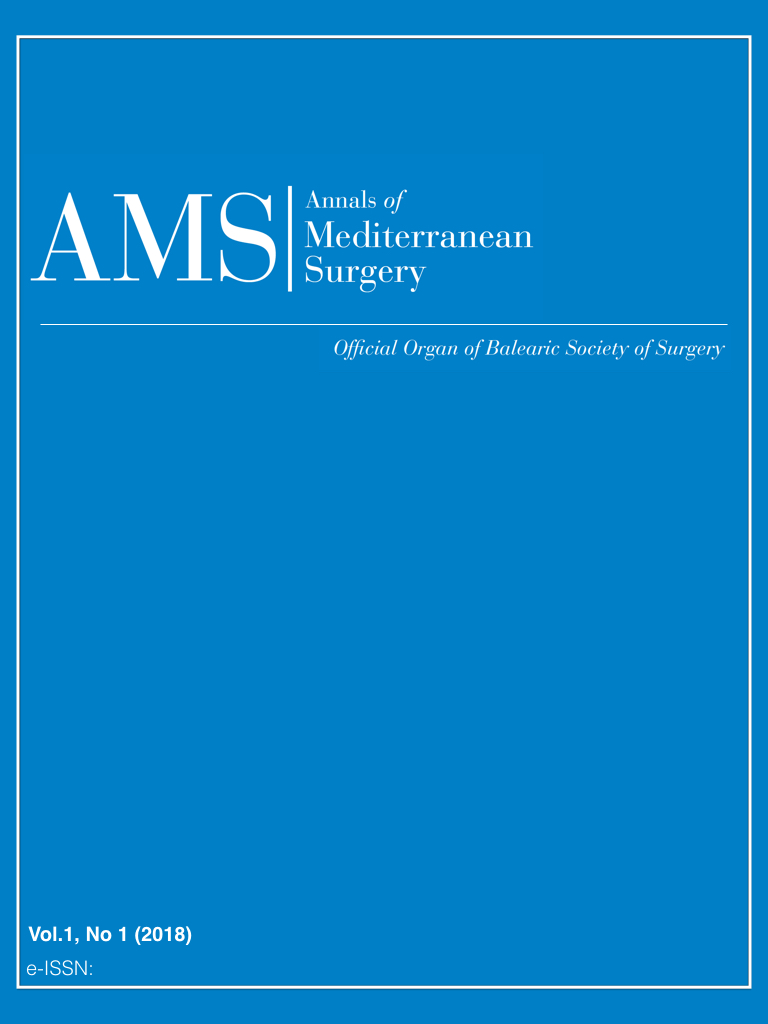 AMS
Annals of
Mediterranean
Surgery
Official Organ of Balearic Society of Surgery
Vol.1, No 1 (2018)
e-ISSN: